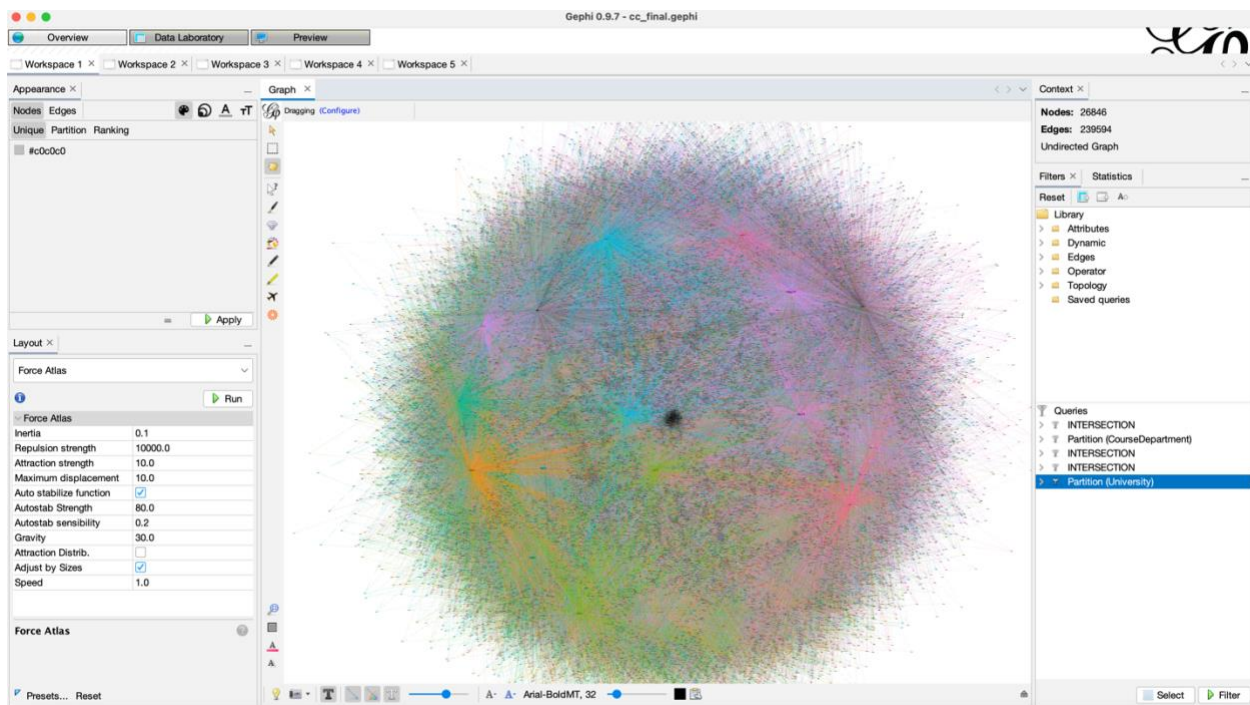 Gephi 0.9.7 - cc_final.gephi
Overview Data Laboratory Preview
Workspace 1 × Workspace 2 × Workspace 3 × Workspace 4 × Workspace 5 ×
Appearance ×
Nodes Edges
Unique Partition Ranking
#c0c0c0
Apply
Layout ×
Force Atlas
Run
Force Atlas
Inertia 0.1
Repulsion strength 10000.0
Attraction strength 10.0
Maximum displacement 10.0
Auto stabilize function
Autostab Strength 80.0
Autostab sensibility 0.2
Gravity 30.0
Attraction Distrib.
Adjust by Sizes
Speed 1.0
Force Atlas
Presets... Reset
Graph ×
Dragging (Configure)
A- A- Arial-BoldMT, 32
Context ×
Nodes: 26846
Edges: 239594
Undirected Graph
Filters × Statistics
Reset
Library
Attributes
Dynamic
Edges
Operator
Topology
Saved queries
Queries
INTERSECTION
Partition (CourseDepartment)
INTERSECTION
INTERSECTION
Partition (University)
Select Filter